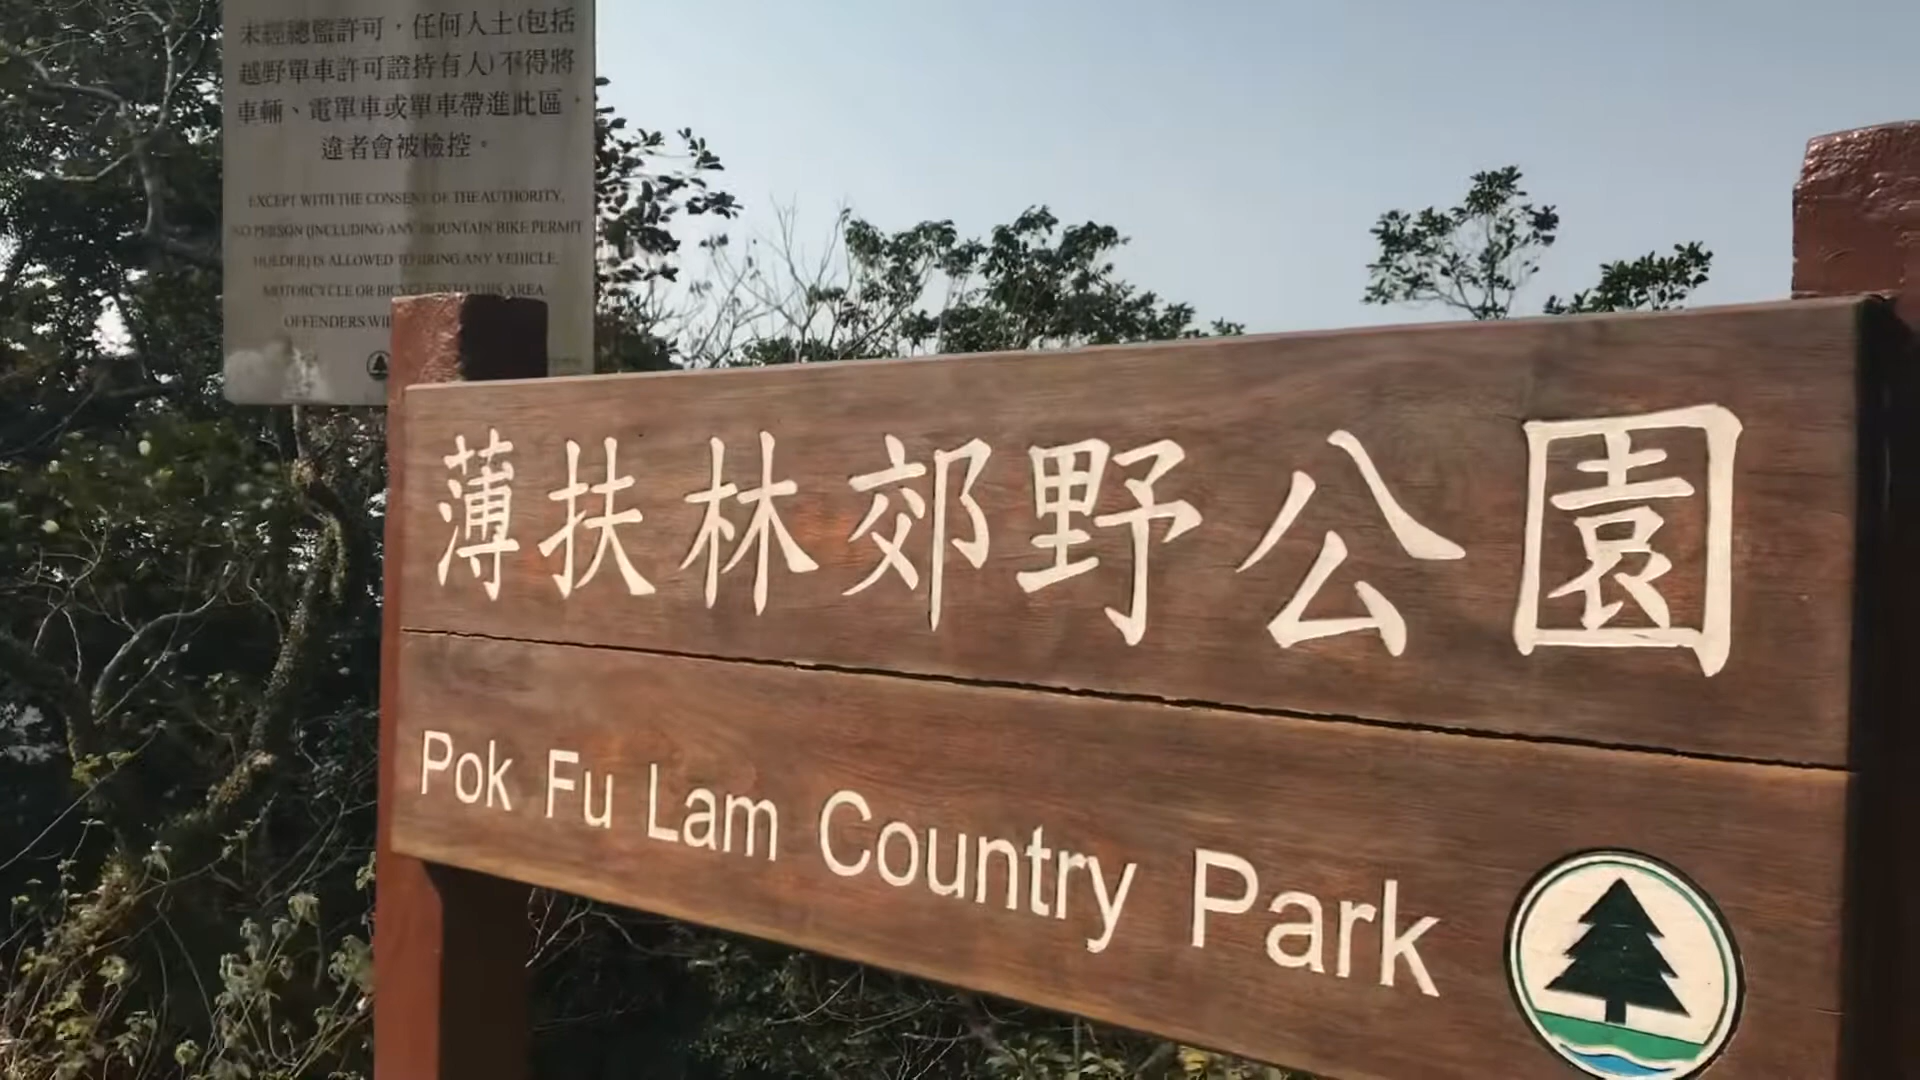 未經總監許可，任何人士(包括
越野單車許可證持有人)不得將
車輛、電單車或單車帶進此區，
違者會被檢控。
EXCEPT WITH THE CONSENT OF THE AUTHORITY,
NO PERSON (INCLUDING ANY MOUNTAIN BIKE PERMIT
HOLDER) IS ALLOWED TO BRING ANY VEHICLE,
MOTORCYCLE OR BICYCLE INTO THIS AREA.
OFFENDERS WIL
薄扶林郊野公園
Pok Fu Lam Country Park